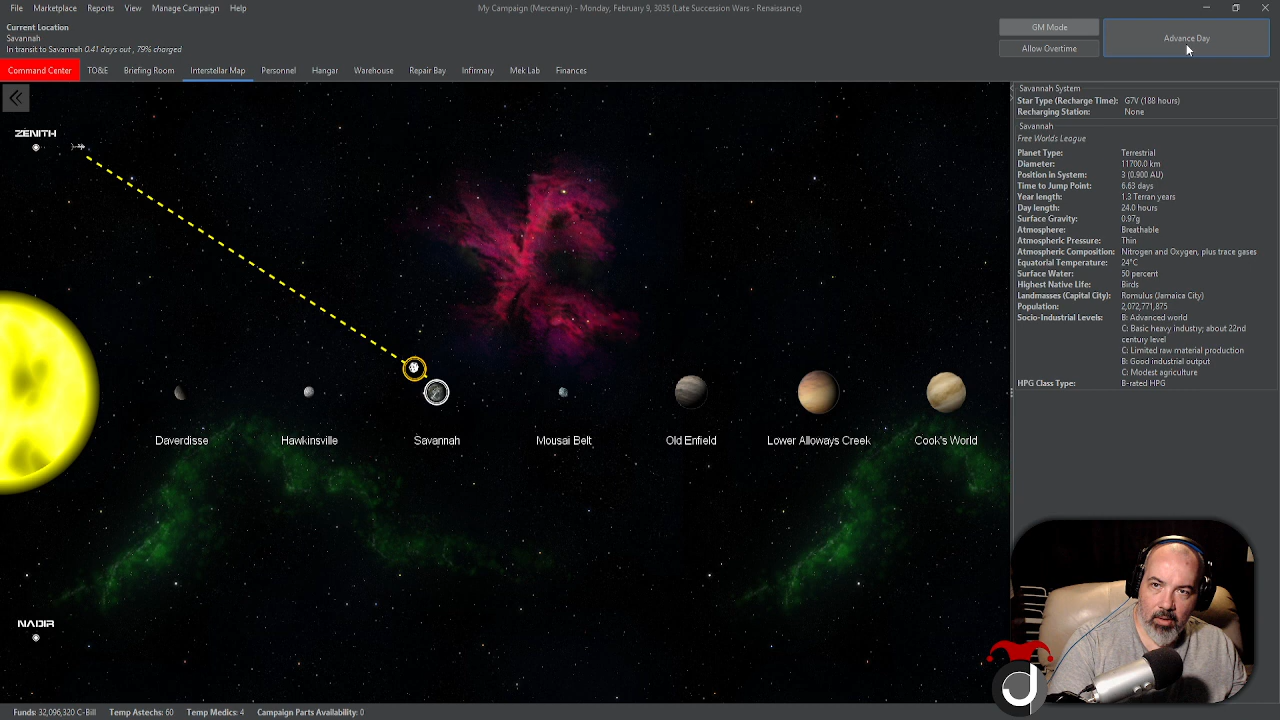 File Marketplace Reports View Manage Campaign Help
My Campaign (Mercenary) - Monday, February 9, 3035 (Late Succession Wars - Renaissance)
Current Location
Savannah
In transit to Savannah 0.41 days out, 79% charged
GM Mode
Allow Overtime
Advance Day
Command Center TO&E Briefing Room Interstellar Map Personnel Hangar Warehouse Repair Bay Infirmary Mek Lab Finances
ZENITH
Daverdisse Hawkinsville Savannah Mousai Belt Old Enfield Lower Alloways Creek Cook's World
NADIR
Savannah System
Star Type (Recharge Time): G7V (188 hours)
Recharging Station: None
Savannah
Free Worlds League
Planet Type: Terrestrial
Diameter: 11700.0 km
Position in System: 3 (0.900 AU)
Time to Jump Point: 6.63 days
Year length: 1.3 Terran years
Day length: 24.0 hours
Surface Gravity: 0.97g
Atmosphere: Breathable
Atmospheric Pressure: Thin
Atmospheric Composition: Nitrogen and Oxygen, plus trace gases
Equatorial Temperature: 24°C
Surface Water: 50 percent
Highest Native Life: Birds
Landmasses (Capital City): Romulus (Jamaica City)
Population: 2,072,771,875
Socio-Industrial Levels: B: Advanced world
C: Basic heavy industry; about 22nd
century level
C: Limited raw material production
B: Good industrial output
C: Modest agriculture
HPG Class Type: B-rated HPG
Funds: 32,096,320 C-Bill Temp Astechs: 60 Temp Medics: 4 Campaign Parts Availability: 0